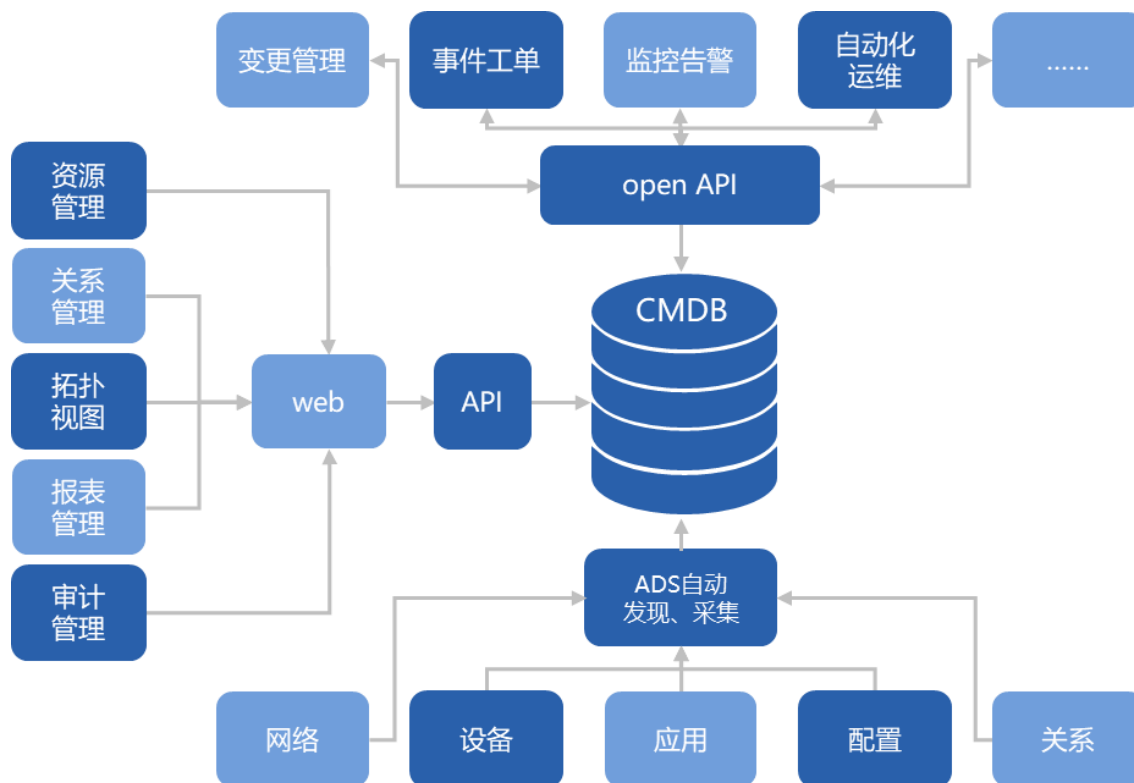 变更管理
事件工单
监控告警
自动化
运维
......
open API
资源
管理
关系
管理
拓扑
视图
报表
管理
审计
管理
web
API
CMDB
ADS自动
发现、采集
网络
设备
应用
配置
关系